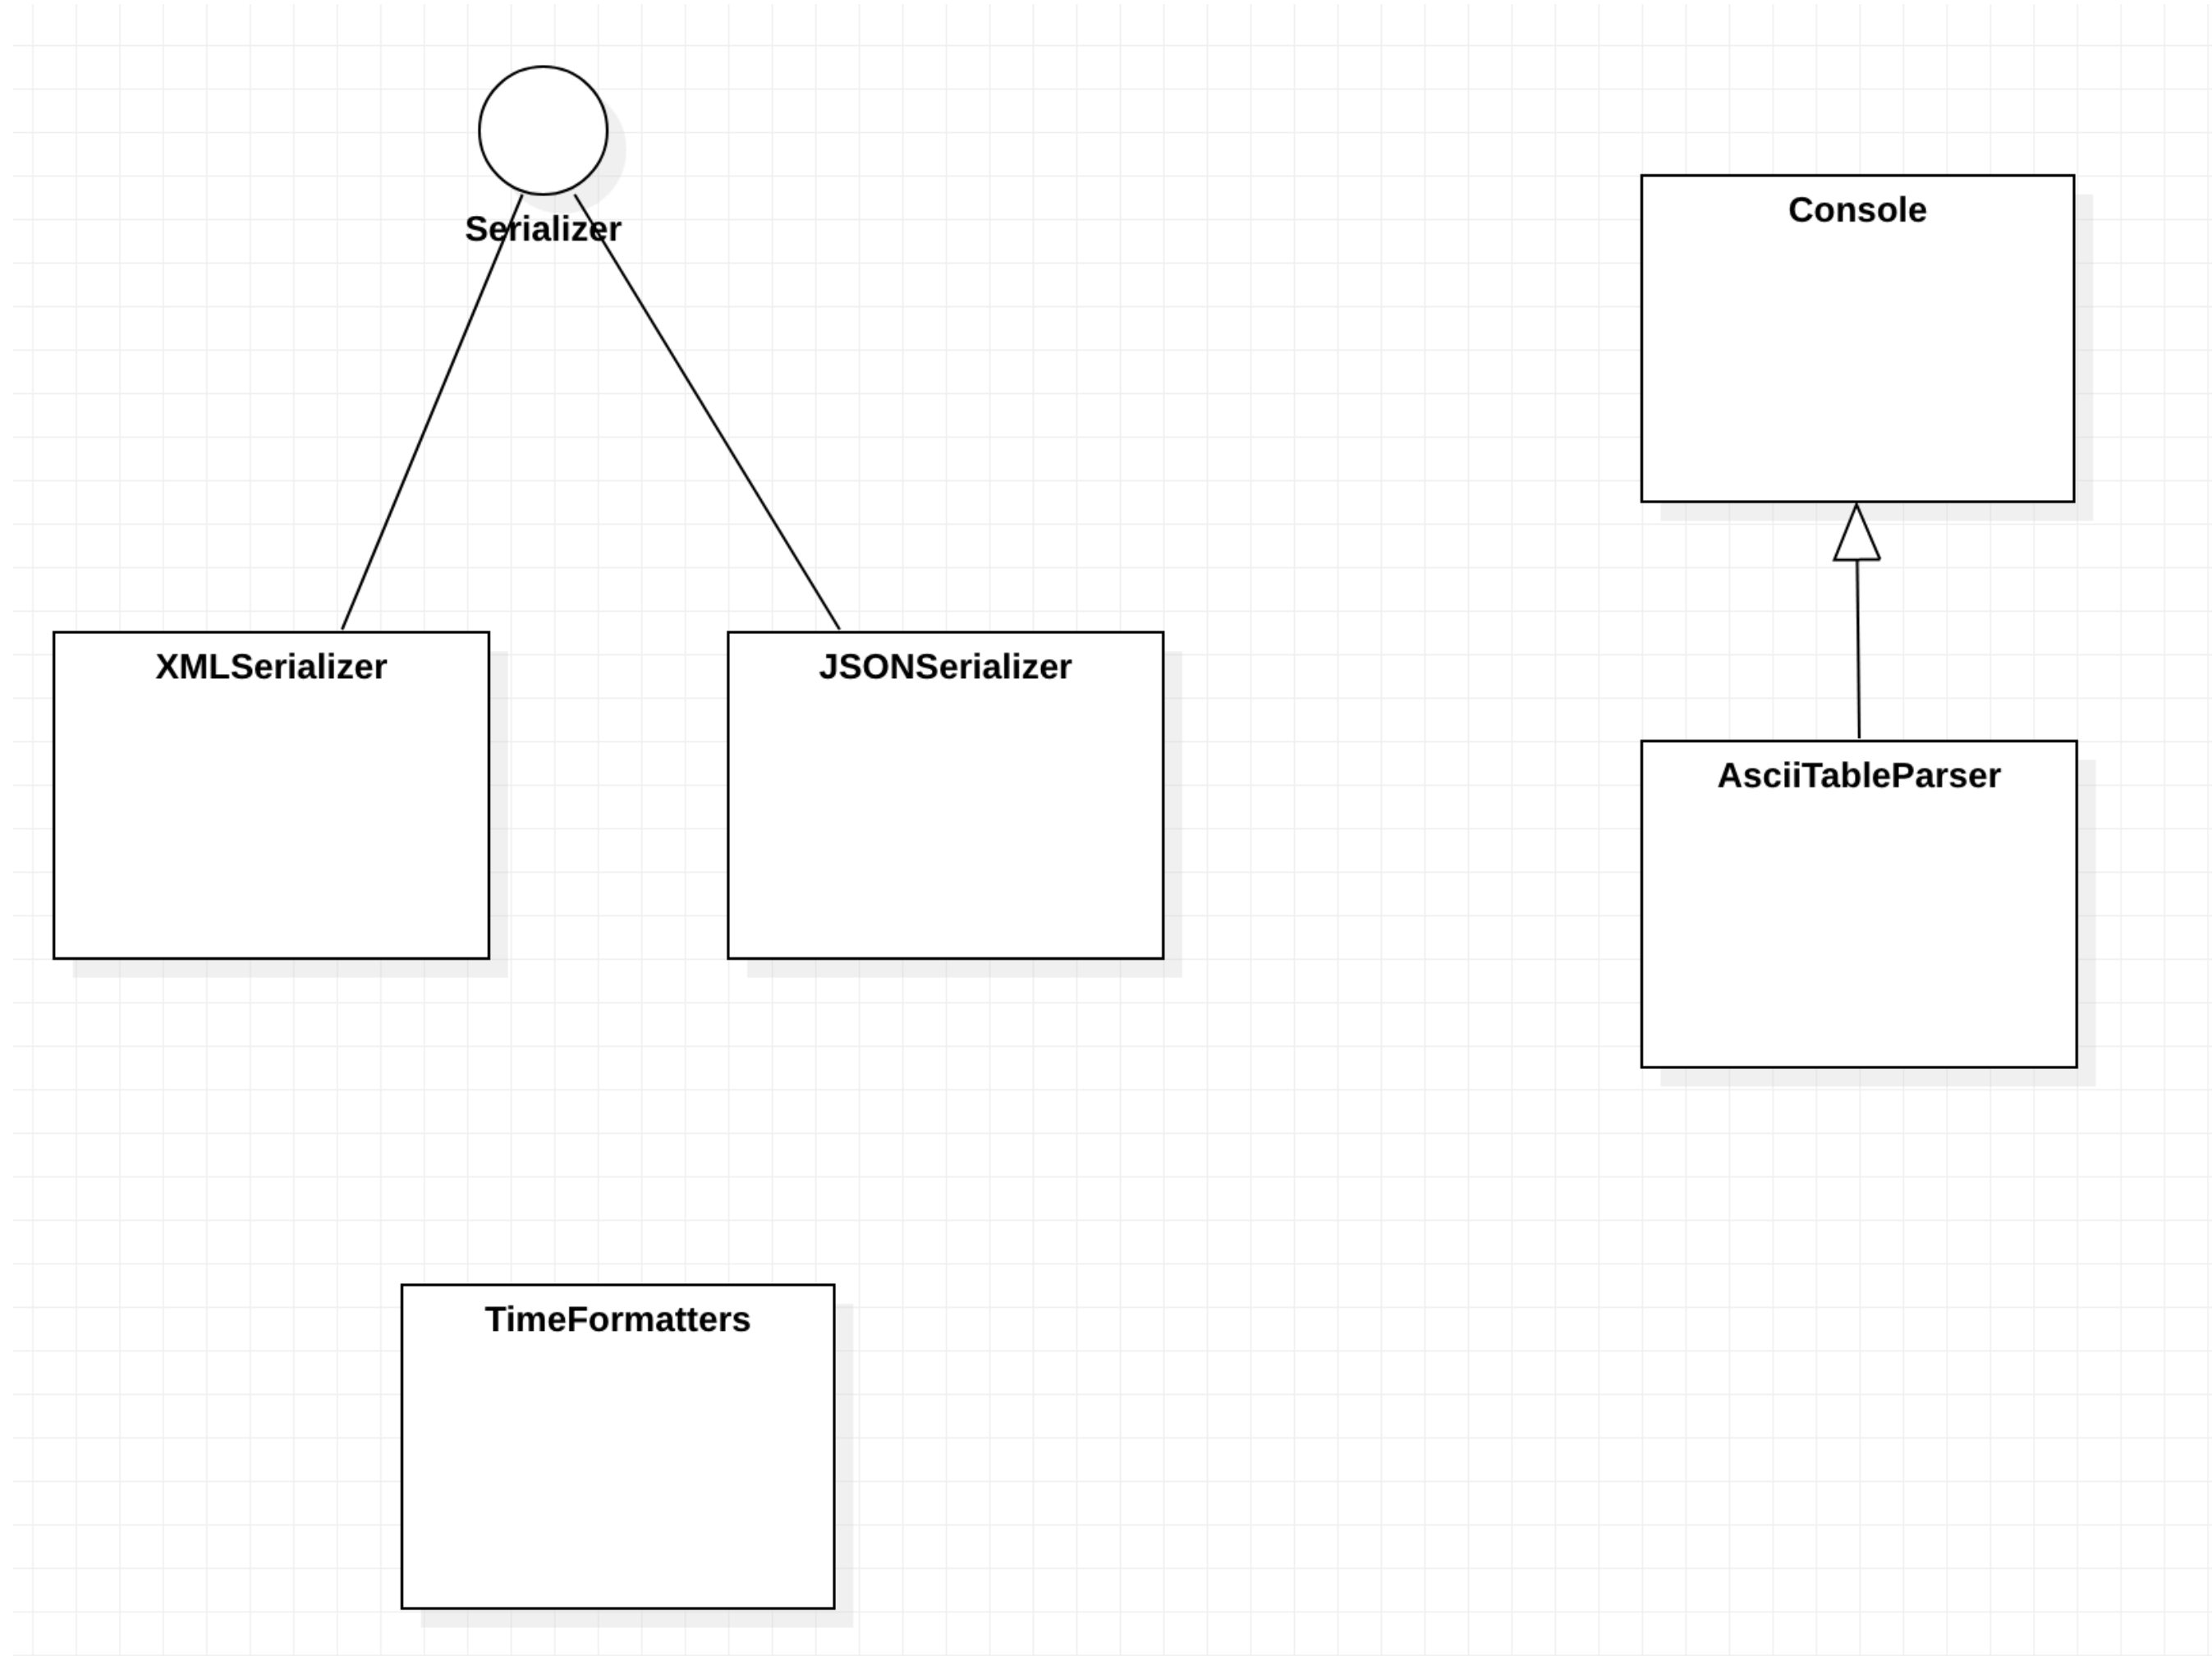 Serializer
Console
XMLSerializer
JSONSerializer
AsciiTableParser
TimeFormatters